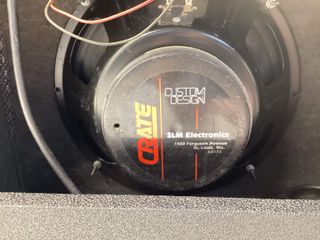 CRATE
CUSTOM
DESIGN
SLM Electronics
1400 Ferguson Avenue
St. Louis, Mo.
63133